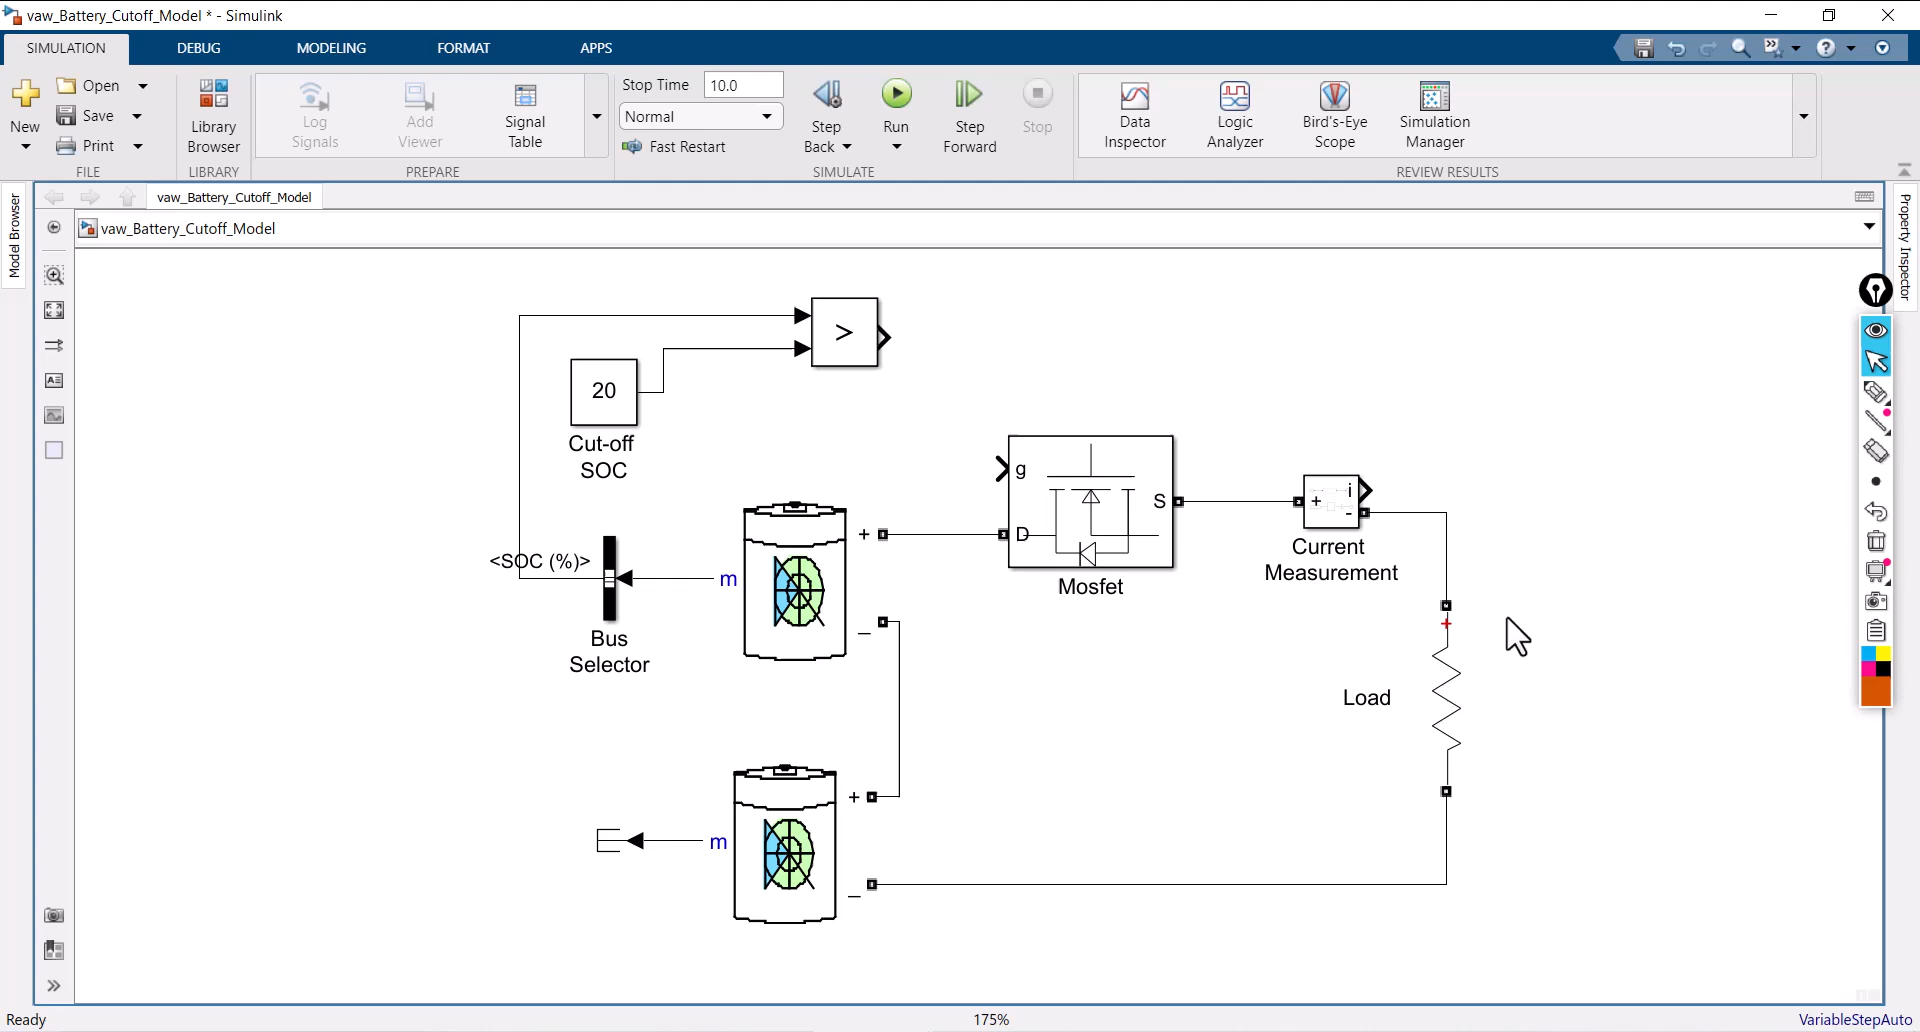 vaw_Battery_Cutoff_Model * - Simulink
SIMULATION DEBUG MODELING FORMAT APPS
New
Open
Save
Print
FILE
Library
Browser
LIBRARY
Log
Signals
Add
Viewer
Signal
Table
PREPARE
Stop Time 10.0
Normal
Fast Restart
Step
Back
Run
Step
Forward
Stop
SIMULATE
Data
Inspector
Logic
Analyzer
Bird's-Eye
Scope
Simulation
Manager
REVIEW RESULTS
Model Browser
vaw_Battery_Cutoff_Model
vaw_Battery_Cutoff_Model
Property Inspector
>
20
Cut-off
SOC
<SOC (%)>
Bus
Selector
m
+
_
g
D
S
Mosfet
+
i
-
Current
Measurement
+
Load
m
+
_
Ready 175% VariableStepAuto